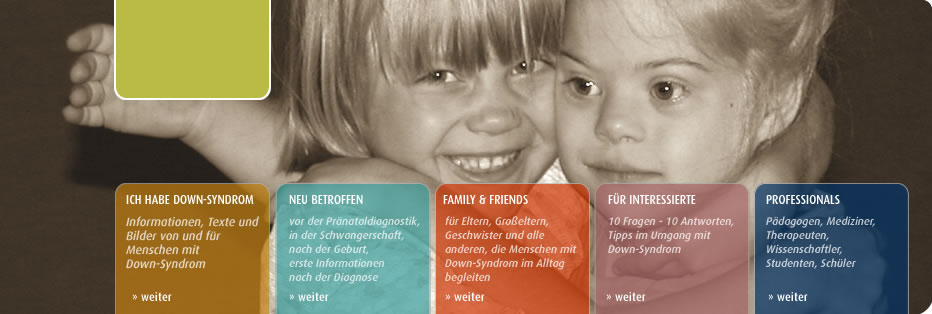 ICH HABE DOWN-SYNDROM
Informationen, Texte und
Bilder von und für
Menschen mit
Down-Syndrom
» weiter
NEU BETROFFEN
vor der Pränataldiagnostik,
in der Schwangerschaft,
nach der Geburt,
erste Informationen
nach der Diagnose
» weiter
FAMILY & FRIENDS
für Eltern, Großeltern,
Geschwister und alle
anderen, die Menschen mit
Down-Syndrom im Alltag
begleiten
» weiter
FÜR INTERESSIERTE
10 Fragen - 10 Antworten,
Tipps im Umgang mit
Down-Syndrom
» weiter
PROFESSIONALS
Pädagogen, Mediziner,
Therapeuten,
Wissenschaftler,
Studenten, Schüler
» weiter